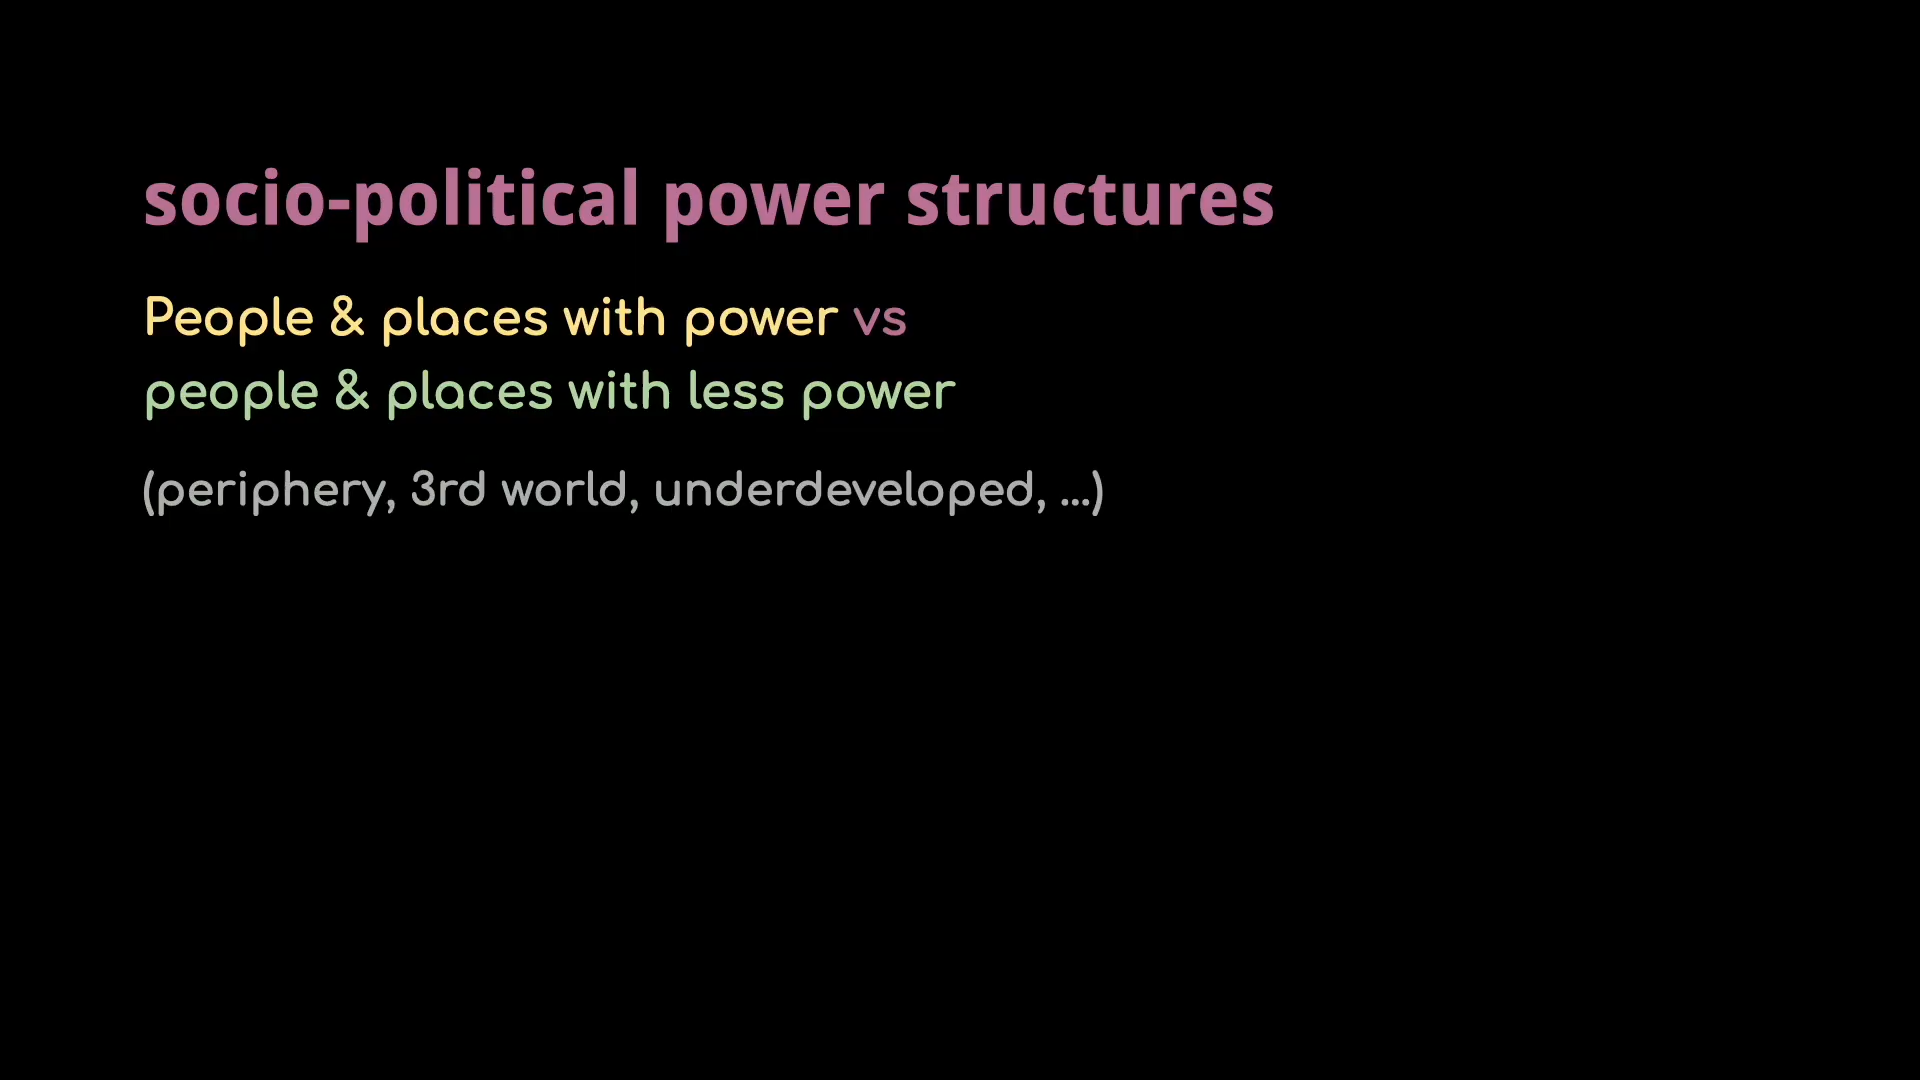 socio-political power structures
People & places with power vs
people & places with less power
(periphery, 3rd world, underdeveloped, ...)